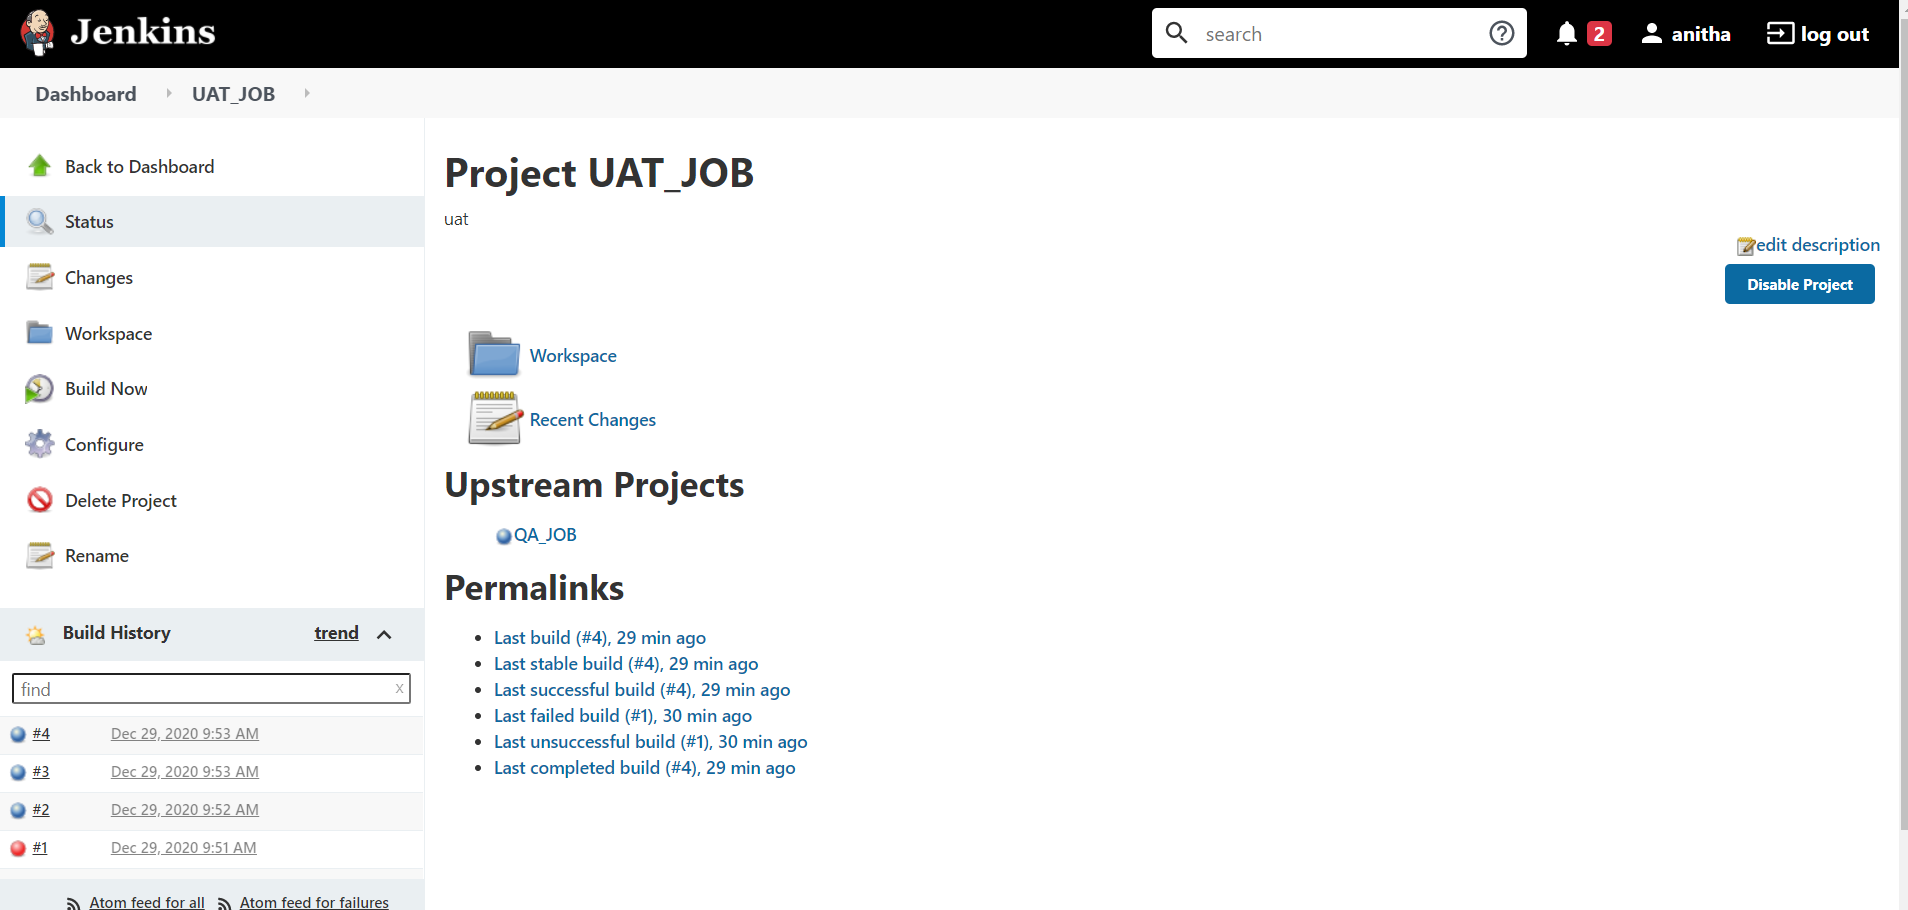 Jenkins
search
2
anitha
log out
Dashboard
UAT_JOB
Back to Dashboard
Status
Changes
Workspace
Build Now
Configure
Delete Project
Rename
Build History
trend
find
x
#4 Dec 29, 2020 9:53 AM
#3 Dec 29, 2020 9:53 AM
#2 Dec 29, 2020 9:52 AM
#1 Dec 29, 2020 9:51 AM
Atom feed for all
Atom feed for failures
Project UAT_JOB
uat
edit description
Disable Project
Workspace
Recent Changes
Upstream Projects
QA_JOB
Permalinks
Last build (#4), 29 min ago
Last stable build (#4), 29 min ago
Last successful build (#4), 29 min ago
Last failed build (#1), 30 min ago
Last unsuccessful build (#1), 30 min ago
Last completed build (#4), 29 min ago